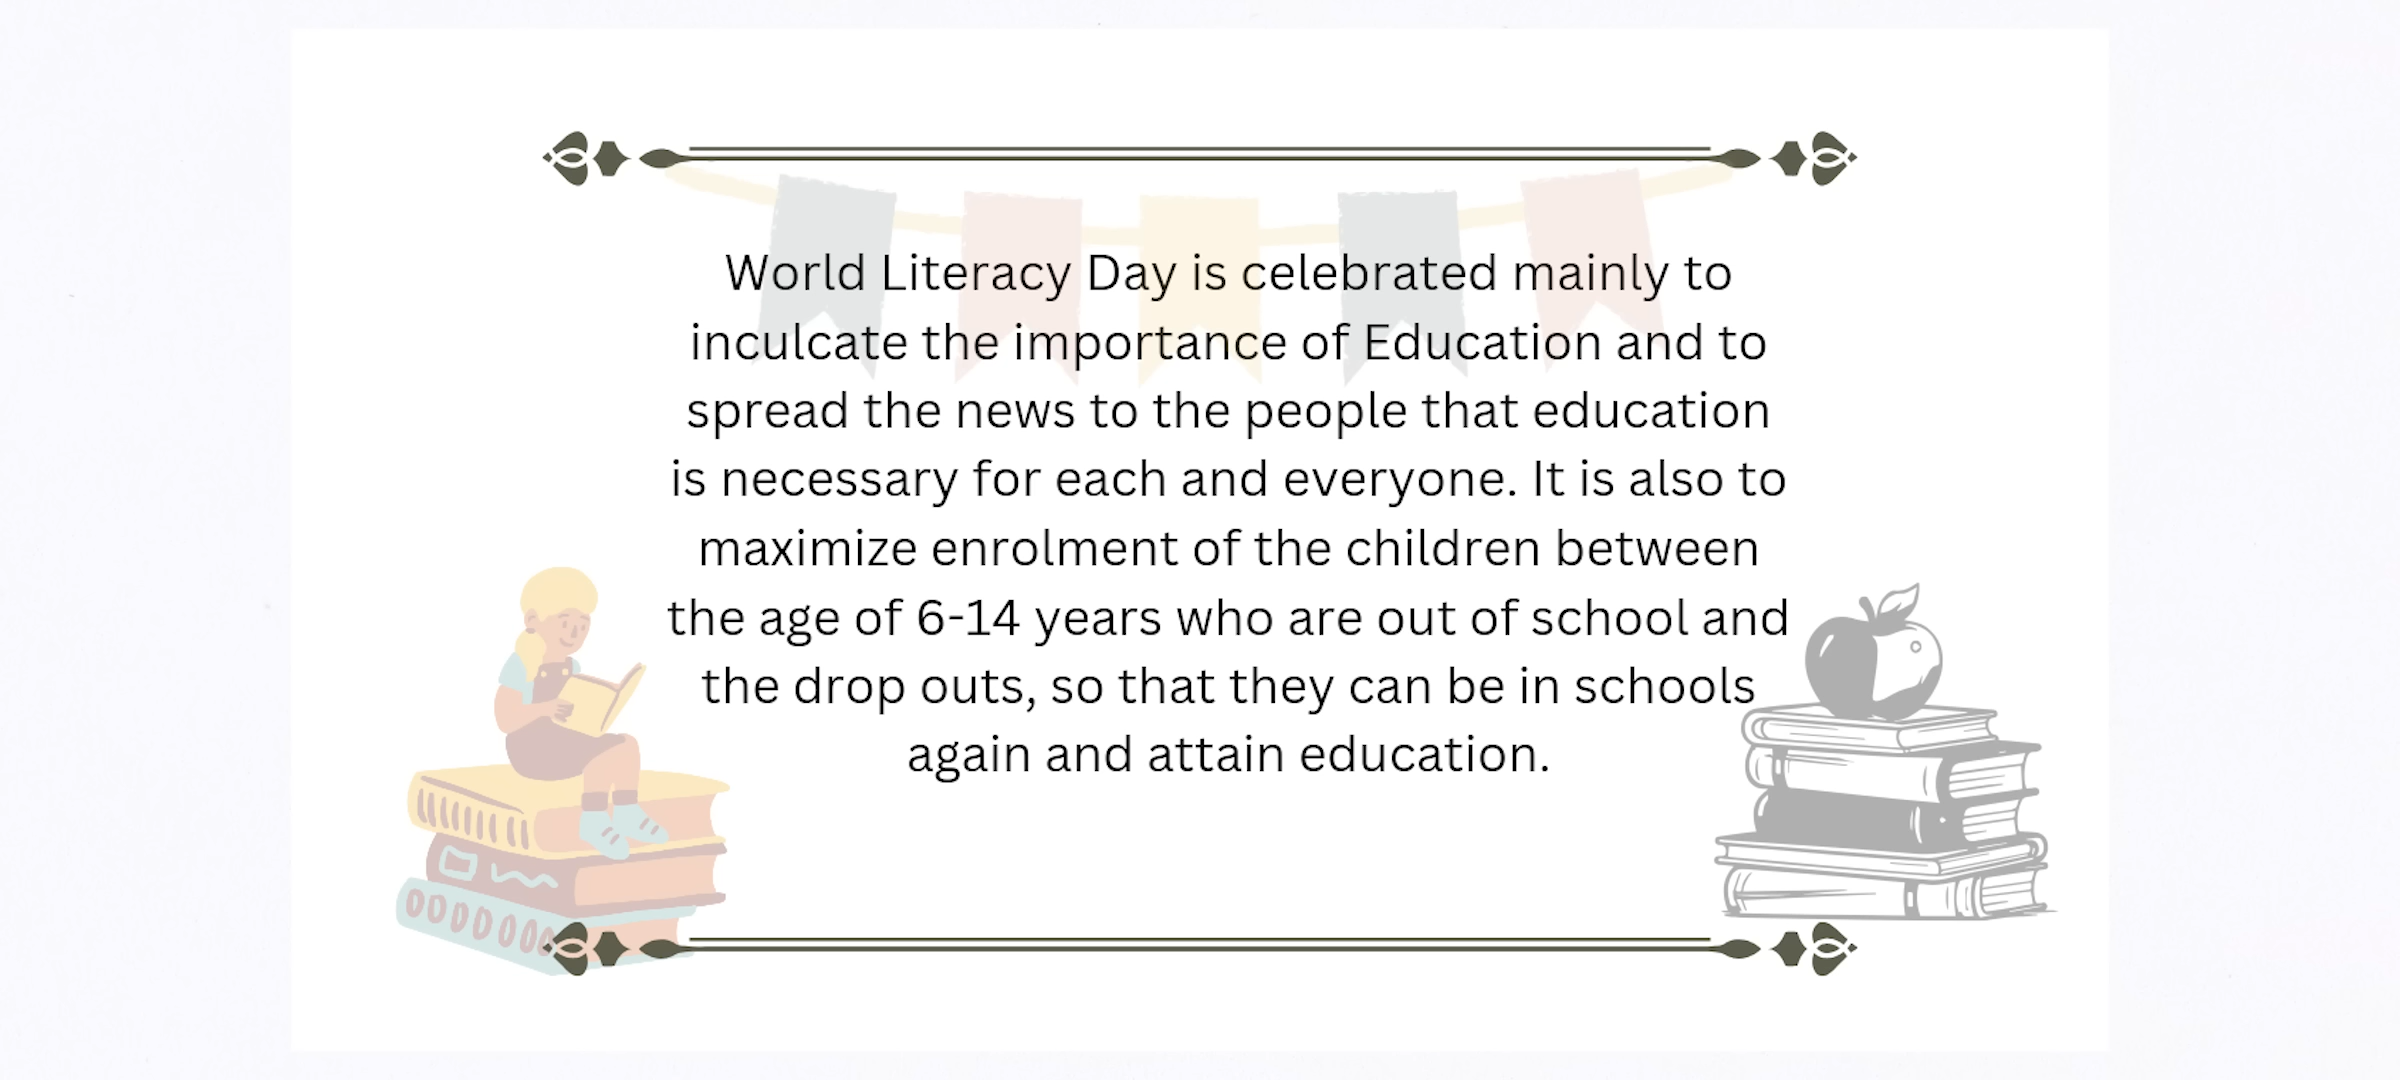 World Literacy Day is celebrated mainly to
inculcate the importance of Education and to
spread the news to the people that education
is necessary for each and everyone. It is also to
maximize enrolment of the children between
the age of 6-14 years who are out of school and
the drop outs, so that they can be in schools
again and attain education.